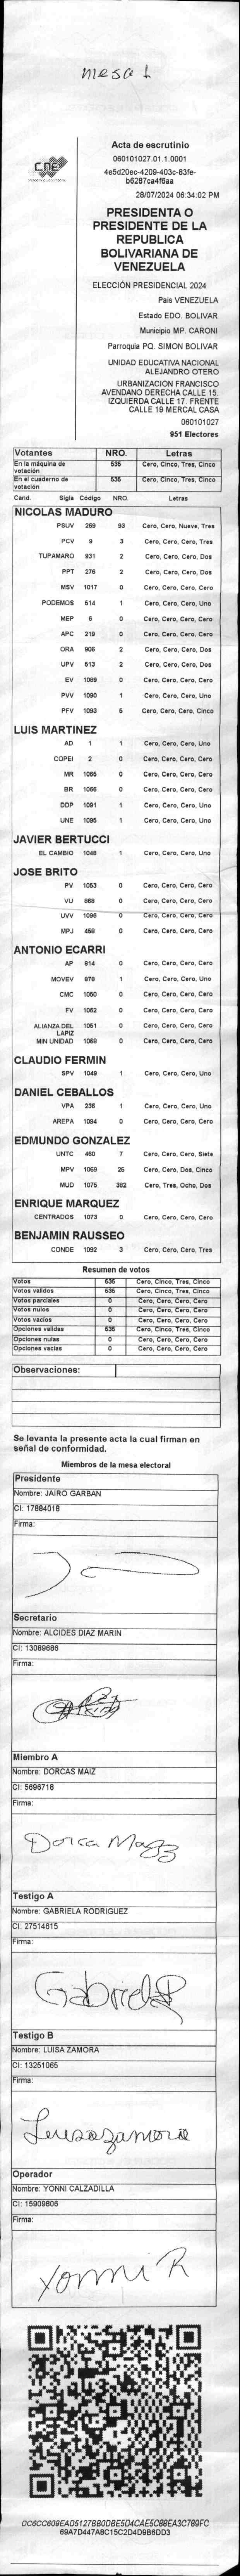 mesa 1
Acta de escrutinio
060101027.01.1.0001
4e5d20ec-4209-403c-83fe-
b6287ca4f6aa
28/07/2024 06:34:02 PM
CNE
PRESIDENTA O
PRESIDENTE DE LA
REPUBLICA
BOLIVARIANA DE
VENEZUELA
ELECCIÓN PRESIDENCIAL 2024
Pais VENEZUELA
Estado EDO. BOLIVAR
Municipio MP. CARONI
Parroquia PQ. SIMON BOLIVAR
UNIDAD EDUCATIVA NACIONAL
ALEJANDRO OTERO
URBANIZACION FRANCISCO
AVENDANO DERECHA CALLE 15.
IZQUIERDA CALLE 17. FRENTE
CALLE 19 MERCAL CASA
060101027
951 Electores
Votantes NRO. Letras
En la máquina de votación 535 Cero, Cinco, Tres, Cinco
En el cuaderno de votación 535 Cero, Cinco, Tres, Cinco
Cand. Sigla Código NRO. Letras
NICOLAS MADURO
PSUV 269 93 Cero, Cero, Nueve, Tres
PCV 9 3 Cero, Cero, Cero, Tres
TUPAMARO 931 2 Cero, Cero, Cero, Dos
PPT 276 2 Cero, Cero, Cero, Dos
MSV 1017 0 Cero, Cero, Cero, Cero
PODEMOS 514 1 Cero, Cero, Cero, Uno
MEP 6 0 Cero, Cero, Cero, Cero
APC 219 0 Cero, Cero, Cero, Cero
ORA 906 2 Cero, Cero, Cero, Dos
UPV 513 2 Cero, Cero, Cero, Dos
EV 1089 0 Cero, Cero, Cero, Cero
PVV 1090 1 Cero, Cero, Cero, Uno
PFV 1093 5 Cero, Cero, Cero, Cinco
LUIS MARTINEZ
AD 1 1 Cero, Cero, Cero, Uno
COPEI 2 0 Cero, Cero, Cero, Cero
MR 1065 0 Cero, Cero, Cero, Cero
BR 1066 0 Cero, Cero, Cero, Cero
DDP 1091 1 Cero, Cero, Cero, Uno
UNE 1095 1 Cero, Cero, Cero, Uno
JAVIER BERTUCCI
EL CAMBIO 1048 1 Cero, Cero, Cero, Uno
JOSE BRITO
PV 1053 0 Cero, Cero, Cero, Cero
VU 868 0 Cero, Cero, Cero, Cero
UVV 1096 0 Cero, Cero, Cero, Cero
MPJ 458 0 Cero, Cero, Cero, Cero
ANTONIO ECARRI
AP 814 0 Cero, Cero, Cero, Cero
MOVEV 878 1 Cero, Cero, Cero, Uno
CMC 1050 0 Cero, Cero, Cero, Cero
FV 1052 0 Cero, Cero, Cero, Cero
ALIANZA DEL LAPIZ 1051 0 Cero, Cero, Cero, Cero
MIN UNIDAD 1068 0 Cero, Cero, Cero, Cero
CLAUDIO FERMIN
SPV 1049 1 Cero, Cero, Cero, Uno
DANIEL CEBALLOS
VPA 236 1 Cero, Cero, Cero, Uno
AREPA 1094 0 Cero, Cero, Cero, Cero
EDMUNDO GONZALEZ
UNTC 460 7 Cero, Cero, Cero, Siete
MPV 1069 25 Cero, Cero, Dos, Cinco
MUD 1075 382 Cero, Tres, Ocho, Dos
ENRIQUE MARQUEZ
CENTRADOS 1073 0 Cero, Cero, Cero, Cero
BENJAMIN RAUSSEO
CONDE 1092 3 Cero, Cero, Cero, Tres
Resumen de votos
Votos 535 Cero, Cinco, Tres, Cinco
Votos validos 535 Cero, Cinco, Tres, Cinco
Votos parciales 0 Cero, Cero, Cero, Cero
Votos nulos 0 Cero, Cero, Cero, Cero
Votos vacios 0 Cero, Cero, Cero, Cero
Opciones validas 535 Cero, Cinco, Tres, Cinco
Opciones nulas 0 Cero, Cero, Cero, Cero
Opciones vacias 0 Cero, Cero, Cero, Cero
Observaciones:
Se levanta la presente acta la cual firman en
señal de conformidad.
Miembros de la mesa electoral
Presidente
Nombre: JAIRO GARBAN
CI: 17884018
Firma:
Secretario
Nombre: ALCIDES DIAZ MARIN
CI: 13089686
Firma:
Miembro A
Nombre: DORCAS MAIZ
CI: 5696718
Firma:
Dorca Maiz
Testigo A
Nombre: GABRIELA RODRIGUEZ
CI: 27514615
Firma:
GabrielaR
Testigo B
Nombre: LUISA ZAMORA
CI: 13251065
Firma:
Luisa zamora
Operador
Nombre: YONNI CALZADILLA
CI: 15909806
Firma:
Yonni R
0C6CC609EAD5127BB0DBE5D4CAE5C88EA3C789FC
69A7D447A8C15C2D4D9B6DD3